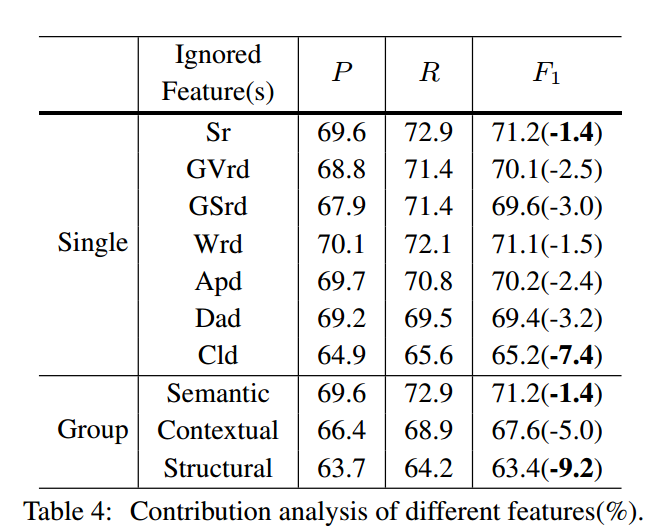 Ignored Feature(s) P R F1
Single Sr 69.6 72.9 71.2(-1.4)
GVrd 68.8 71.4 70.1(-2.5)
GSrd 67.9 71.4 69.6(-3.0)
Wrd 70.1 72.1 71.1(-1.5)
Apd 69.7 70.8 70.2(-2.4)
Dad 69.2 69.5 69.4(-3.2)
Cld 64.9 65.6 65.2(-7.4)
Group Semantic 69.6 72.9 71.2(-1.4)
Contextual 66.4 68.9 67.6(-5.0)
Structural 63.7 64.2 63.4(-9.2)
Table 4: Contribution analysis of different features(%).